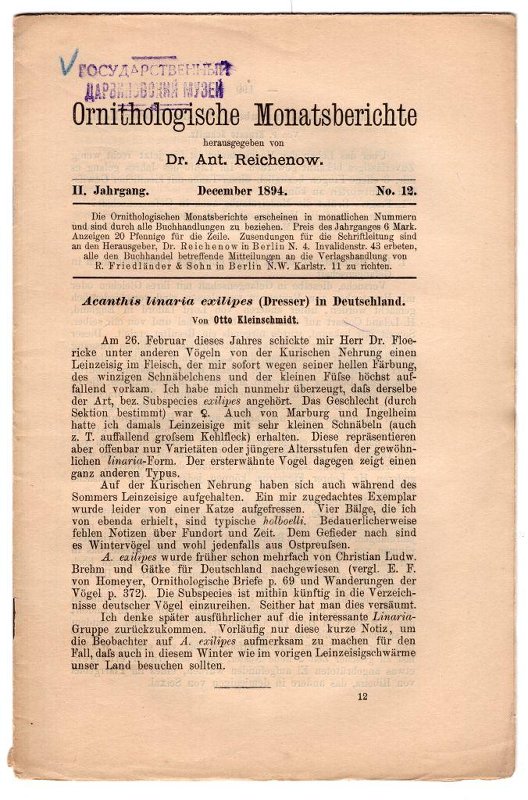 ГОСУДАРСТВЕННЫЙ
ДАРВИНОВСКИЙ МУЗЕЙ
Ornithologische Monatsberichte
herausgegeben von
Dr. Ant. Reichenow.
II. Jahrgang. December 1894. No. 12.
Die Ornithologischen Monatsberichte erscheinen in monatlichen Nummern
und sind durch alle Buchhandlungen zu beziehen. Preis des Jahrganges 6 Mark.
Anzeigen 20 Pfennige für die Zeile. Zusendungen für die Schriftleitung sind
an den Herausgeber, Dr. Reichenow in Berlin N. 4. Invalidenstr. 43 erbeten,
alle den Buchhandel betreffende Mitteilungen an die Verlagshandlung von
R. Friedländer & Sohn in Berlin N.W. Karlstr. 11 zu richten.
Acanthis linaria exilipes (Dresser) in Deutschland.
Von Otto Kleinschmidt.
Am 26. Februar dieses Jahres schickte mir Herr Dr. Floe-
ricke unter anderen Vögeln von der Kurischen Nehrung einen
Leinzeisig im Fleisch, der mir sofort wegen seiner hellen Färbung,
des winzigen Schnäbelchens und der kleinen Füfse höchst auf-
fallend vorkam. Ich habe mich nunmehr überzeugt, dafs derselbe
der Art, bez. Subspecies exilipes angehört. Das Geschlecht (durch
Sektion bestimmt) war ♀. Auch von Marburg und Ingelheim
hatte ich damals Leinzeisige mit sehr kleinen Schnäbeln (auch
z. T. auffallend grofsem Kehlfleck) erhalten. Diese repräsentieren
aber offenbar nur Varietäten oder jüngere Altersstufen der gewöhn-
lichen linaria-Form. Der ersterwähnte Vogel dagegen zeigt einen
ganz anderen Typus.
Auf der Kurischen Nehrung haben sich auch während des
Sommers Leinzeisige aufgehalten. Ein mir zugedachtes Exemplar
wurde leider von einer Katze aufgefressen. Vier Bälge, die ich
von ebenda erhielt, sind typische holboelli. Bedauerlicherweise
fehlen Notizen über Fundort und Zeit. Dem Gefieder nach sind
es Wintervögel und wohl jedenfalls aus Ostpreufsen.
A. exilipes wurde früher schon mehrfach von Christian Ludw.
Brehm und Gätke für Deutschland nachgewiesen (vergl. E. F.
von Homeyer, Ornithologische Briefe p. 69 und Wanderungen der
Vögel p. 372). Die Subspecies ist mithin künftig in die Verzeich-
nisse deutscher Vögel einzureihen. Seither hat man dies versäumt.
Ich denke später ausführlicher auf die interessante Linaria-
Gruppe zurückzukommen. Vorläufig nur diese kurze Notiz, um
die Beobachter auf A. exilipes aufmerksam zu machen für den
Fall, dafs auch in diesem Winter wie im vorigen Leinzeisigschwärme
unser Land besuchen sollten.
12